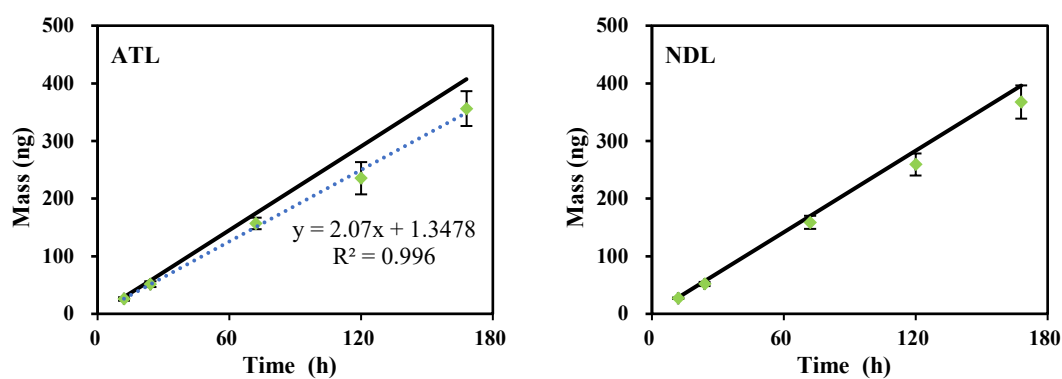 500
400
300
200
100
0
Mass (ng)
ATL
y = 2.07x + 1.3478
R² = 0.996
0 60 120 180
Time (h)
500
400
300
200
100
0
Mass (ng)
NDL
0 60 120 180
Time (h)